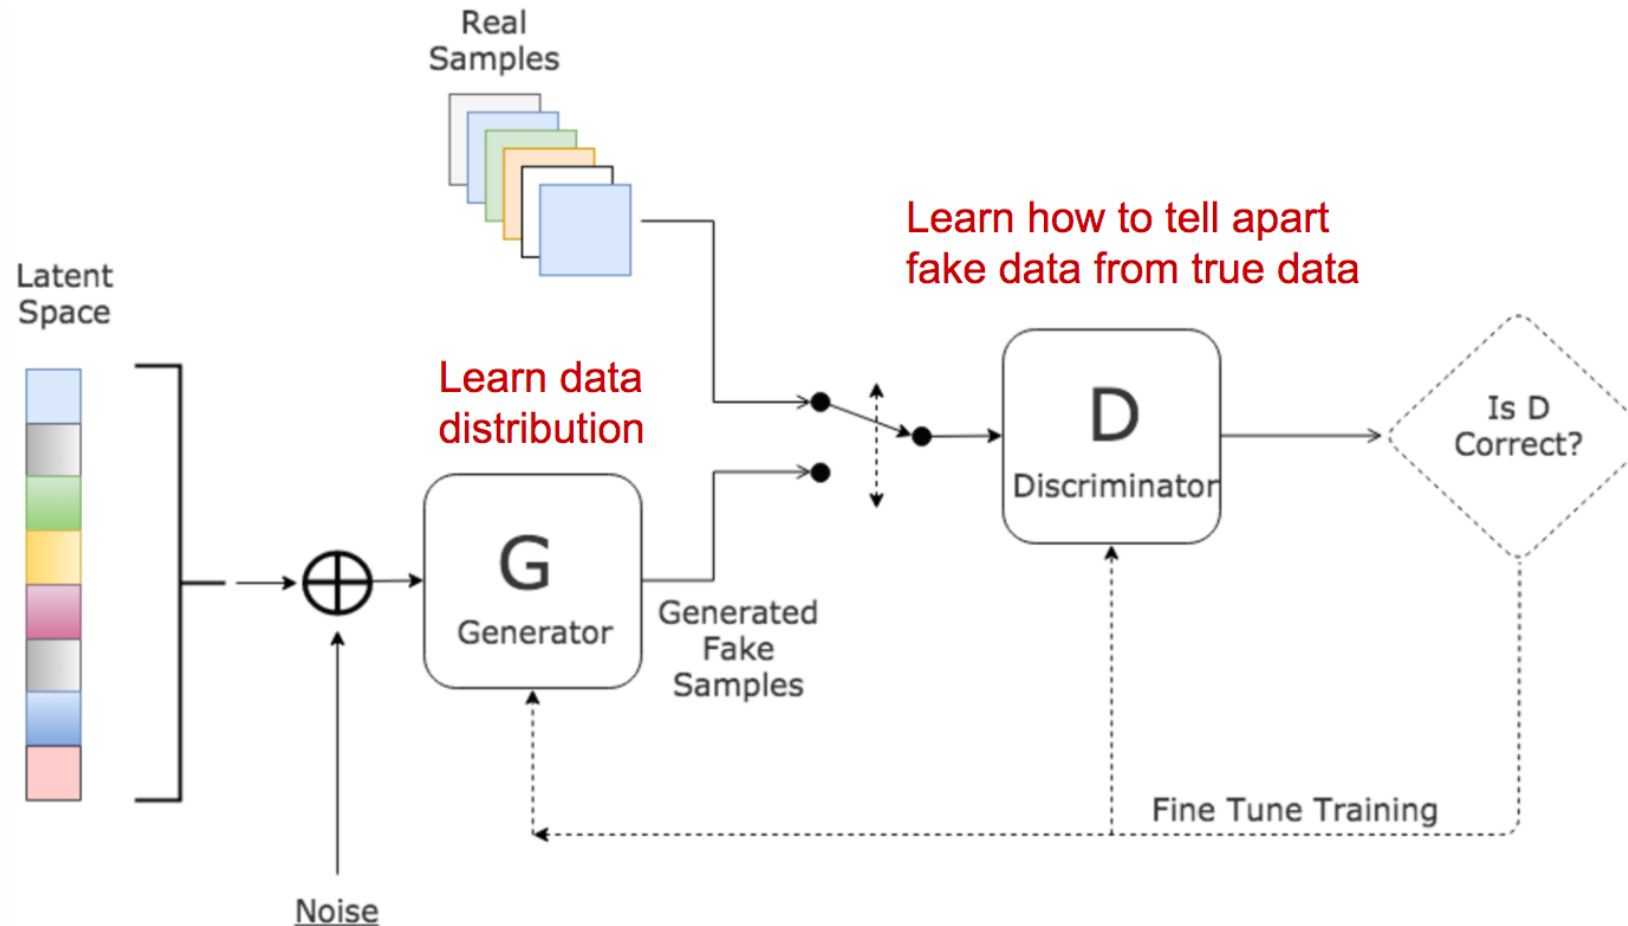 Real
Samples
Learn how to tell apart
fake data from true data
Latent
Space
Learn data
distribution
D
Discriminator
Is D
Correct?
G
Generator
Generated
Fake
Samples
Fine Tune Training
Noise